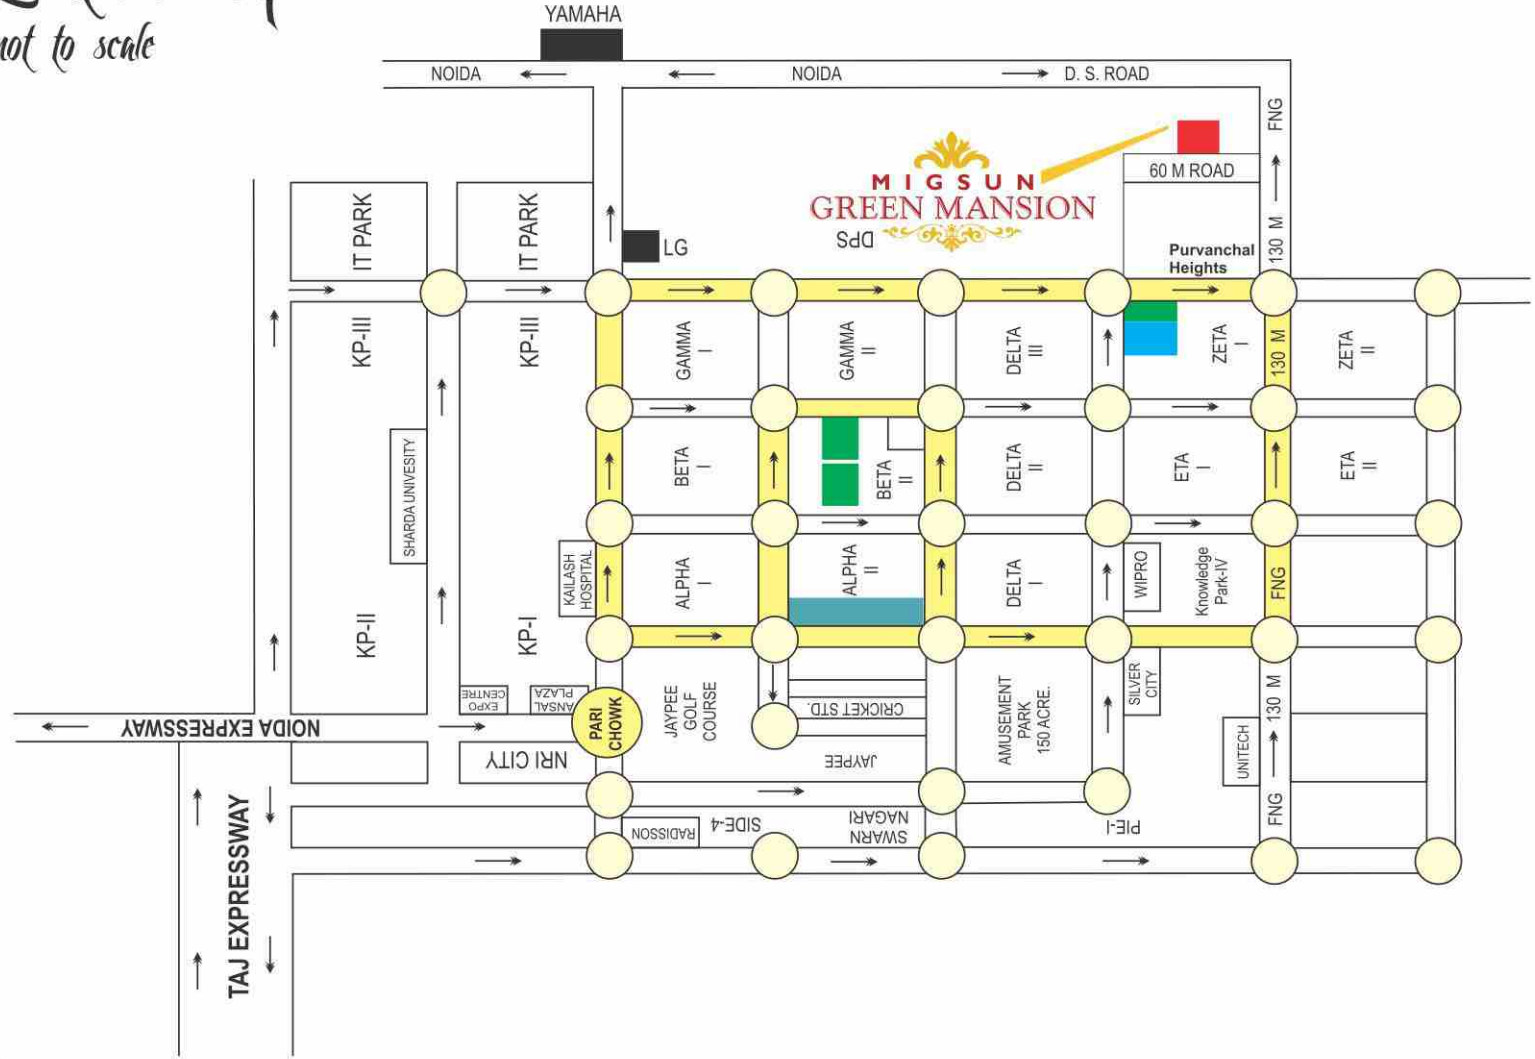 not to scale
YAMAHA
NOIDA
NOIDA
D. S. ROAD
FNG
MIGSUN
GREEN MANSION
60 M ROAD
130 M
IT PARK
IT PARK
LG
DPS
Purvanchal
Heights
KP-III
KP-III
GAMMA
I
GAMMA
II
DELTA
III
ZETA
I
130 M
ZETA
II
SHARDA UNIVESITY
BETA
I
BETA
II
DELTA
II
ETA
I
ETA
II
KAILASH
HOSPITAL
ALPHA
I
ALPHA
II
DELTA
I
WIPRO
Knowledge
Park-IV
FNG
KP-II
KP-I
EXPO
CENTRE
ANSAL
PLAZA
PARI
CHOWK
JAYPEE
GOLF
COURSE
CRICKET STD.
AMUSEMENT
PARK
150 ACRE.
SILVER
CITY
130 M
NOIDA EXPRESSWAY
NRI CITY
JAYPEE
UNITECH
TAJ EXPRESSWAY
RADISSON
SIDE-4
SWARN
NAGARI
PIE-I
FNG